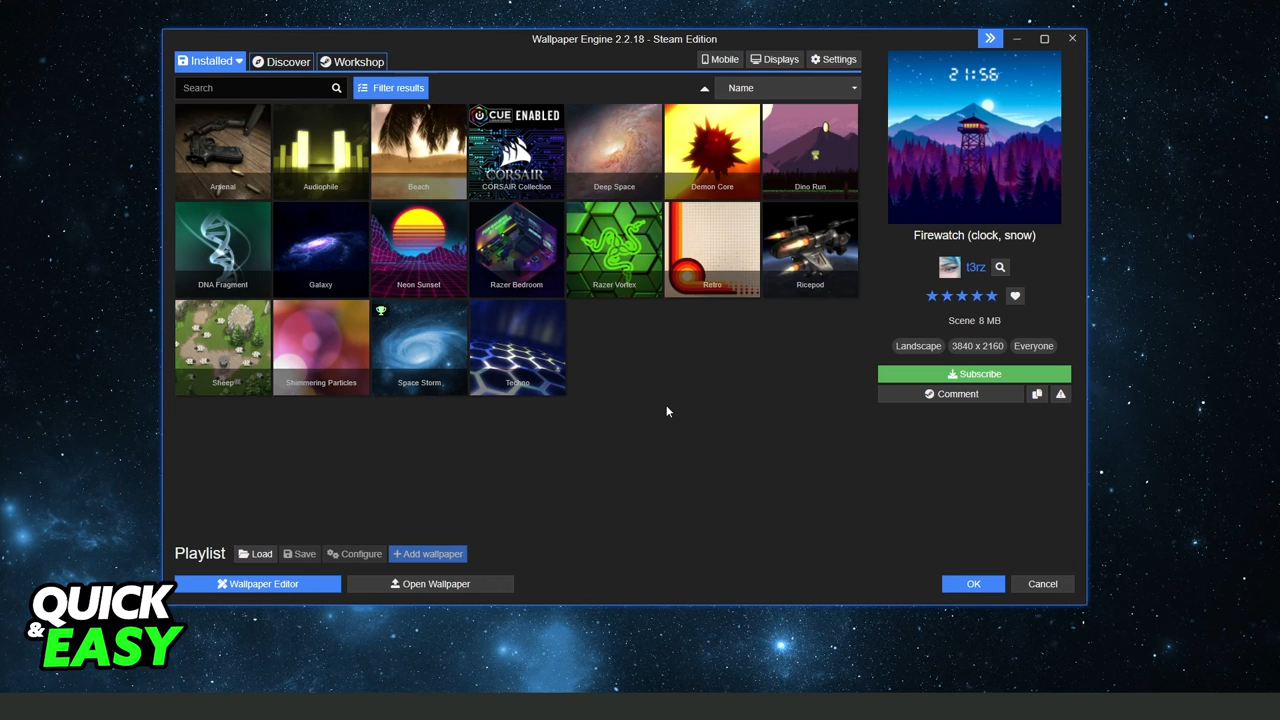 Wallpaper Engine 2.2.18 - Steam Edition
Installed Discover Workshop
Mobile Displays Settings
Search
Filter results
Name
Arsenal
Audiophile
Beach
CUE ENABLED
CORSAIR
CORSAIR Collection
Deep Space
Demon Core
Dino Run
DNA Fragment
Galaxy
Neon Sunset
Razer Bedroom
Razer Vortex
Retro
Ricepod
Sheep
Shimmering Particles
Space Storm
Techno
21:56
Firewatch (clock, snow)
t3rz
Scene 8 MB
Landscape 3840 x 2160 Everyone
Subscribe
Comment
Playlist Load Save Configure + Add wallpaper
Wallpaper Editor Open Wallpaper
OK Cancel
QUICK
& EASY